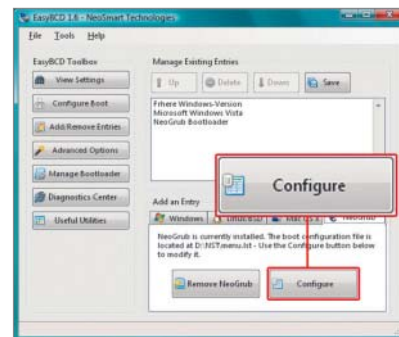 EasyBCD 1.6 - NeoSmart Technologies
File Tools Help
EasyBCD Toolbox
View Settings
Configure Boot
Add/Remove Entries
Advanced Options
Manage Bootloader
Diagnostics Center
Useful Utilities
Manage Existing Entries
Up Delete Down Save
Frhere Windows-Version
Microsoft Windows Vista
NeoGrub Bootloader
Configure
Add an Entry
Windows
NeoGrub is currently installed. The boot configuration file is
located at D:\NST\menu.lst - Use the Configure button below
to modify it.
Remove NeoGrub Configure